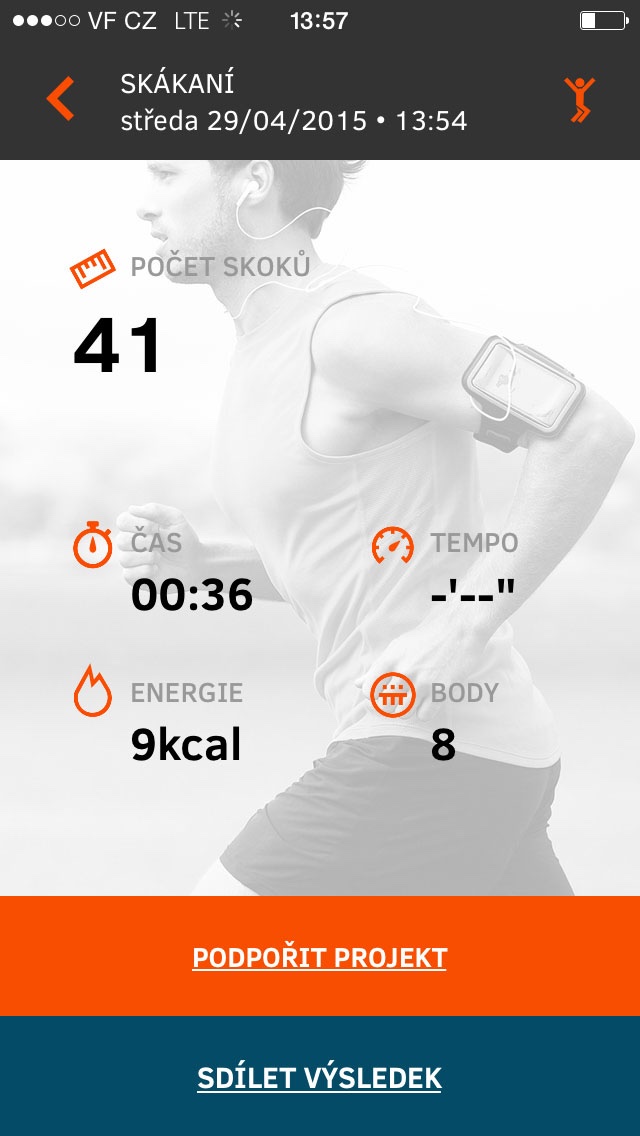 VF CZ LTE 13:57
SKÁKANÍ
středa 29/04/2015 • 13:54
POČET SKOKŮ
41
ČAS
00:36
TEMPO
-'--"
ENERGIE
9kcal
BODY
8
PODPOŘIT PROJEKT
SDÍLET VÝSLEDEK